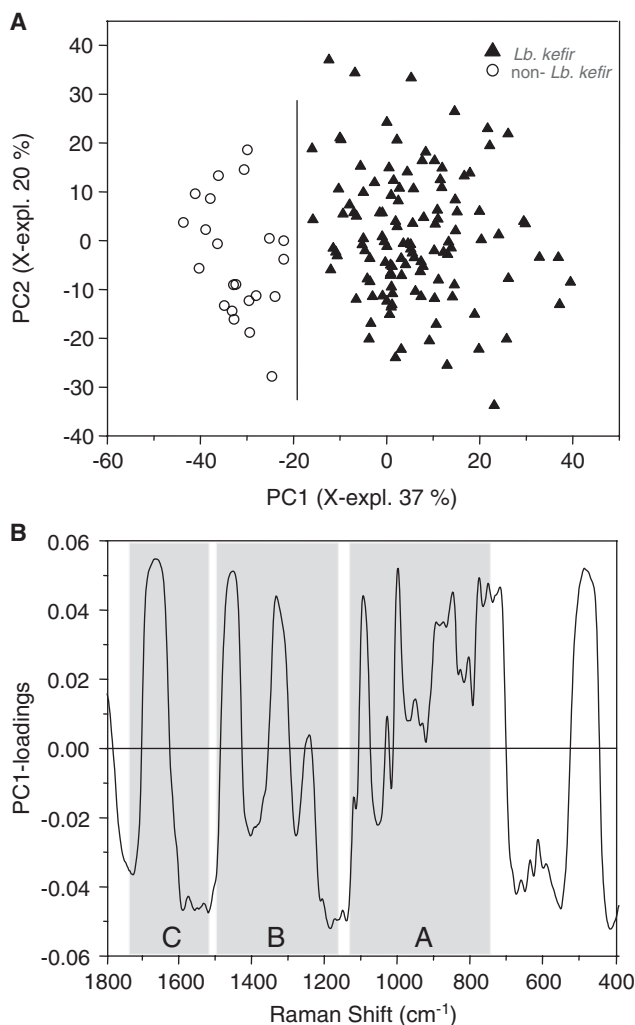 A
Lb. kefir
non- Lb. kefir
PC2 (X-expl. 20 %)
40
30
20
10
0
-10
-20
-30
-40
-60 -40 -20 0 20 40
PC1 (X-expl. 37 %)
B
PC1-loadings
0.06
0.04
0.02
0.00
-0.02
-0.04
-0.06
C B A
1800 1600 1400 1200 1000 800 600 400
Raman Shift (cm⁻¹)